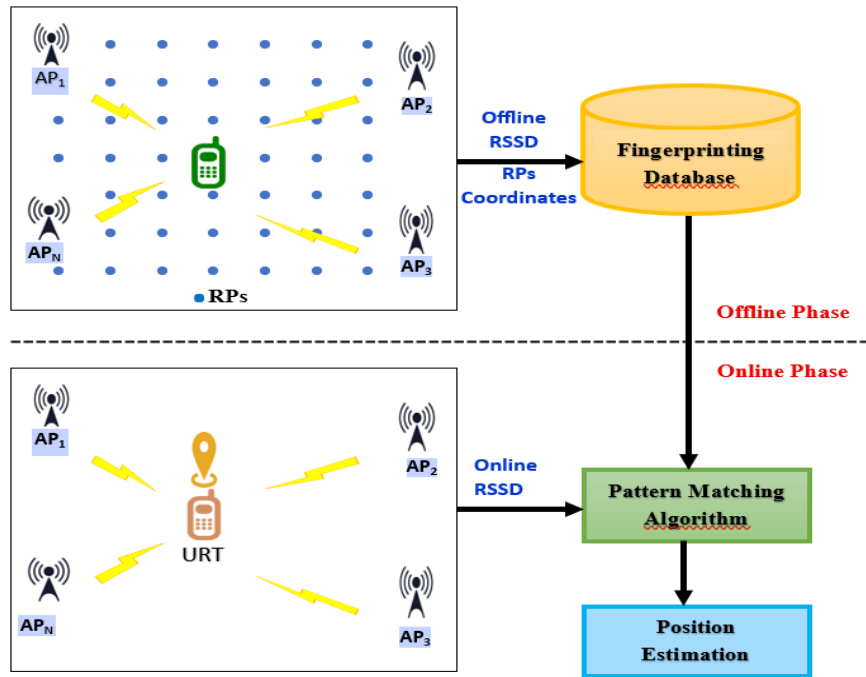 AP1
AP2
APN
AP3
RPs
Offline
RSSD
RPs
Coordinates
Fingerprinting
Database
Offline Phase
Online Phase
AP1
AP2
APN
AP3
URT
Online
RSSD
Pattern Matching
Algorithm
Position
Estimation